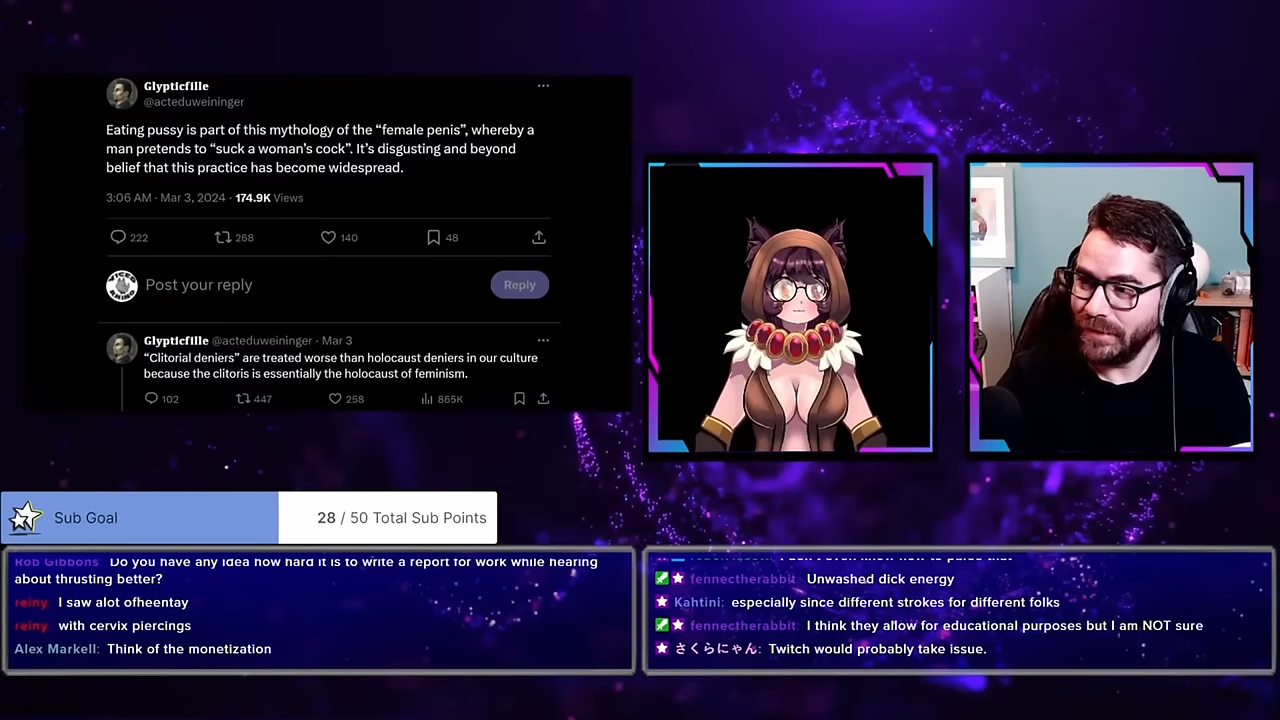 Glypticfille
@acteduweininger
Eating pussy is part of this mythology of the “female penis”, whereby a
man pretends to “suck a woman’s cock”. It’s disgusting and beyond
belief that this practice has become widespread.
3:06 AM · Mar 3, 2024 · 174.9K Views
222 268 140 48
Post your reply
Reply
Glypticfille @acteduweininger · Mar 3
“Clitorial deniers” are treated worse than holocaust deniers in our culture
because the clitoris is essentially the holocaust of feminism.
102 447 258 865K
Sub Goal
28 / 50 Total Sub Points
Rob Gibbons: Do you have any idea how hard it is to write a report for work while hearing
about thrusting better?
reiny: I saw alot ofheentay
reiny: with cervix piercings
Alex Markell: Think of the monetization
fennectherabbit: Unwashed dick energy
Kahtini: especially since different strokes for different folks
fennectherabbit: I think they allow for educational purposes but I am NOT sure
さくらにゃん: Twitch would probably take issue.